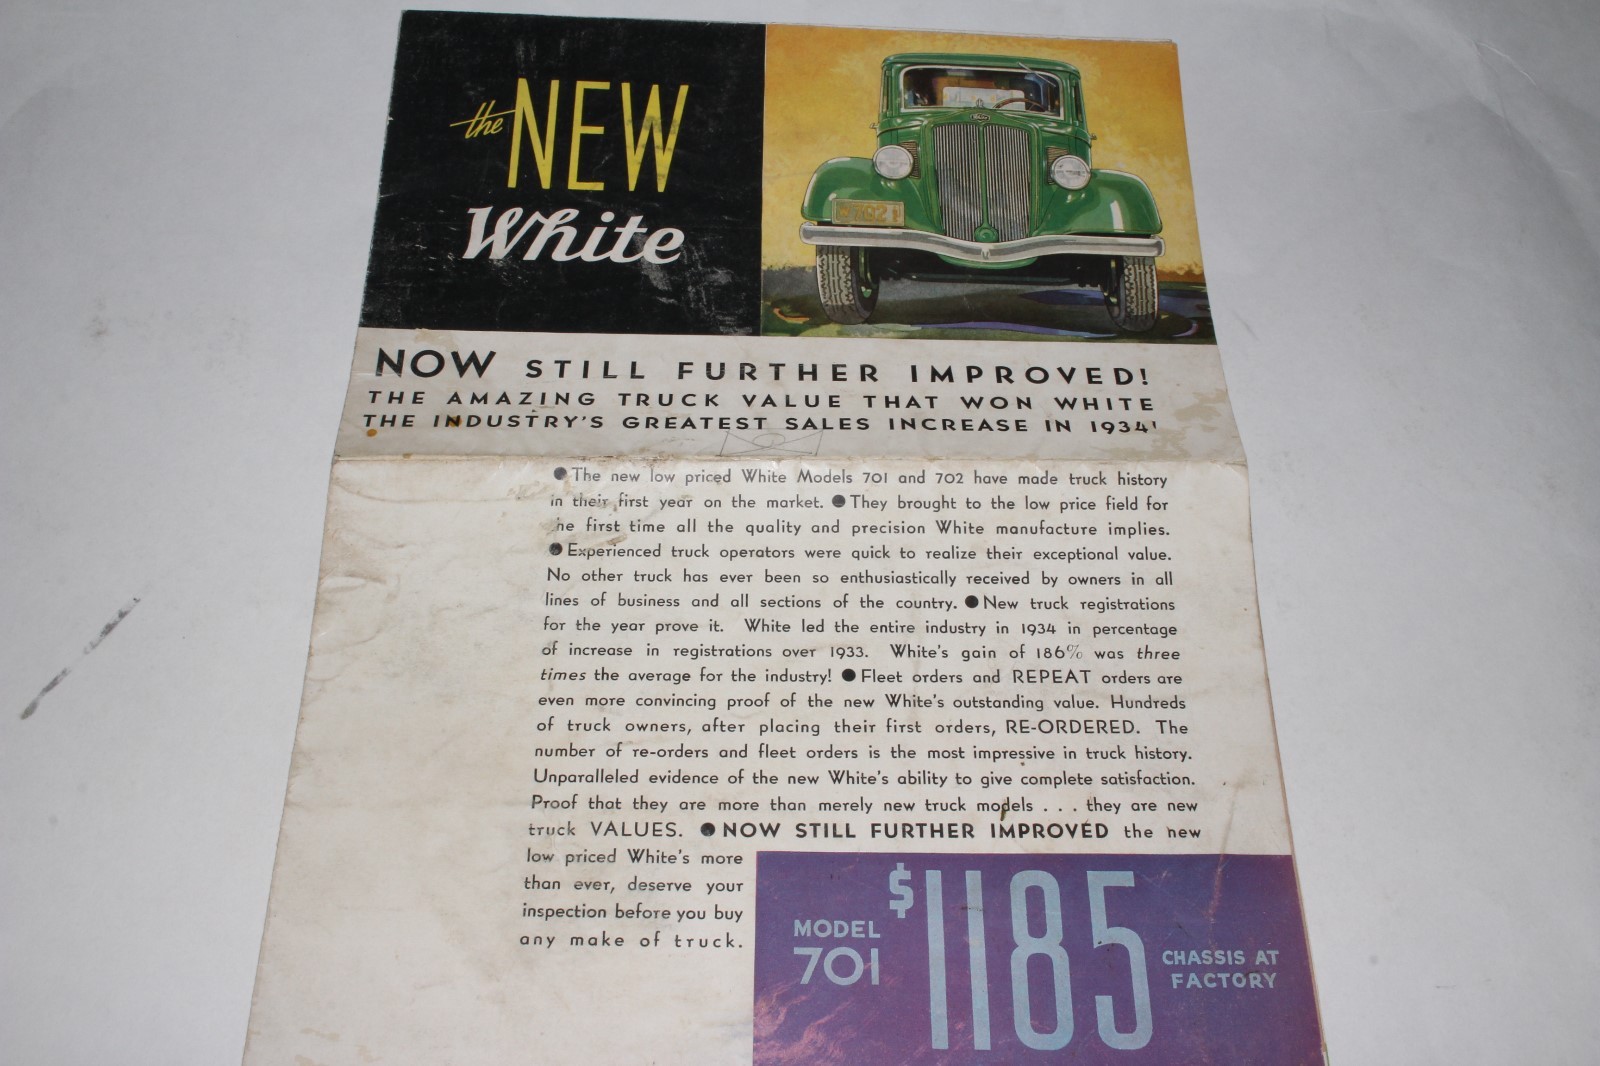 the NEW
White
White
W702
NOW STILL FURTHER IMPROVED!
THE AMAZING TRUCK VALUE THAT WON WHITE
THE INDUSTRY'S GREATEST SALES INCREASE IN 1934!
● The new low priced White Models 701 and 702 have made truck history
in their first year on the market. ● They brought to the low price field for
he first time all the quality and precision White manufacture implies.
● Experienced truck operators were quick to realize their exceptional value.
No other truck has ever been so enthusiastically received by owners in all
lines of business and all sections of the country. ● New truck registrations
for the year prove it. White led the entire industry in 1934 in percentage
of increase in registrations over 1933. White's gain of 186% was three
times the average for the industry! ● Fleet orders and REPEAT orders are
even more convincing proof of the new White's outstanding value. Hundreds
of truck owners, after placing their first orders, RE-ORDERED. The
number of re-orders and fleet orders is the most impressive in truck history.
Unparalleled evidence of the new White's ability to give complete satisfaction.
Proof that they are more than merely new truck models . . . they are new
truck VALUES. ● NOW STILL FURTHER IMPROVED the new
low priced White's more
than ever, deserve your
inspection before you buy
any make of truck.
MODEL
701
$1185
CHASSIS AT
FACTORY